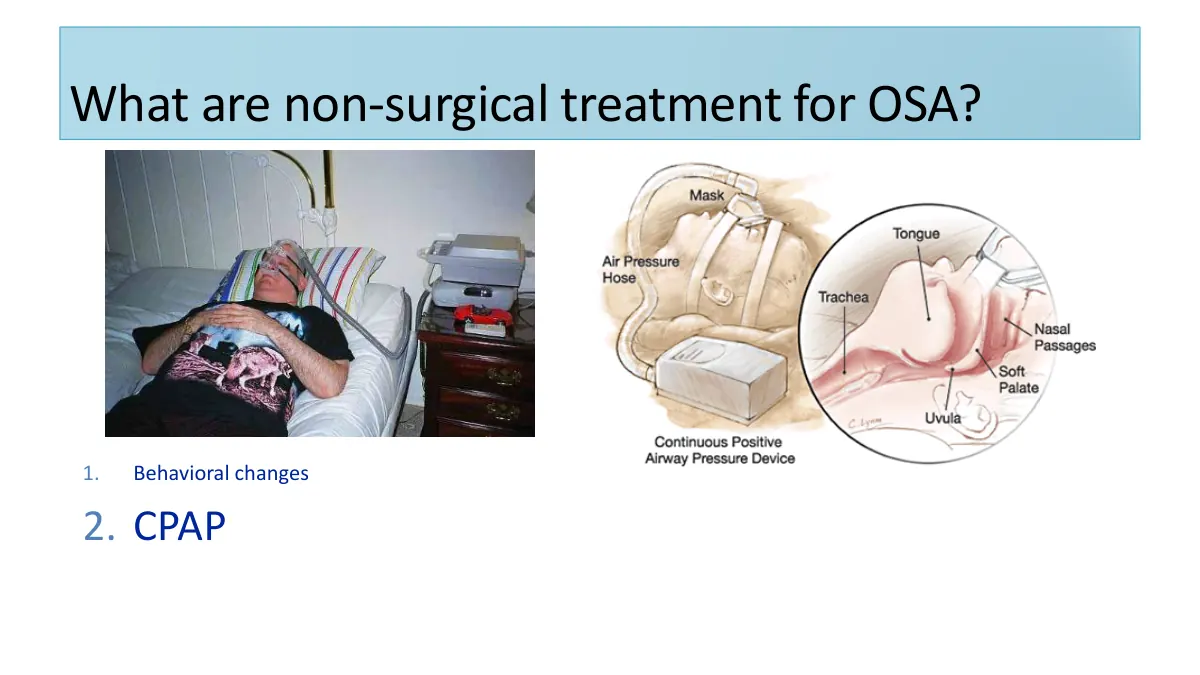 What are non-surgical treatment for OSA?
Mask
Air Pressure
Hose
Continuous Positive
Airway Pressure Device
Tongue
Trachea
Nasal
Passages
Soft
Palate
Uvula
C. Lynn
1. Behavioral changes
2. CPAP